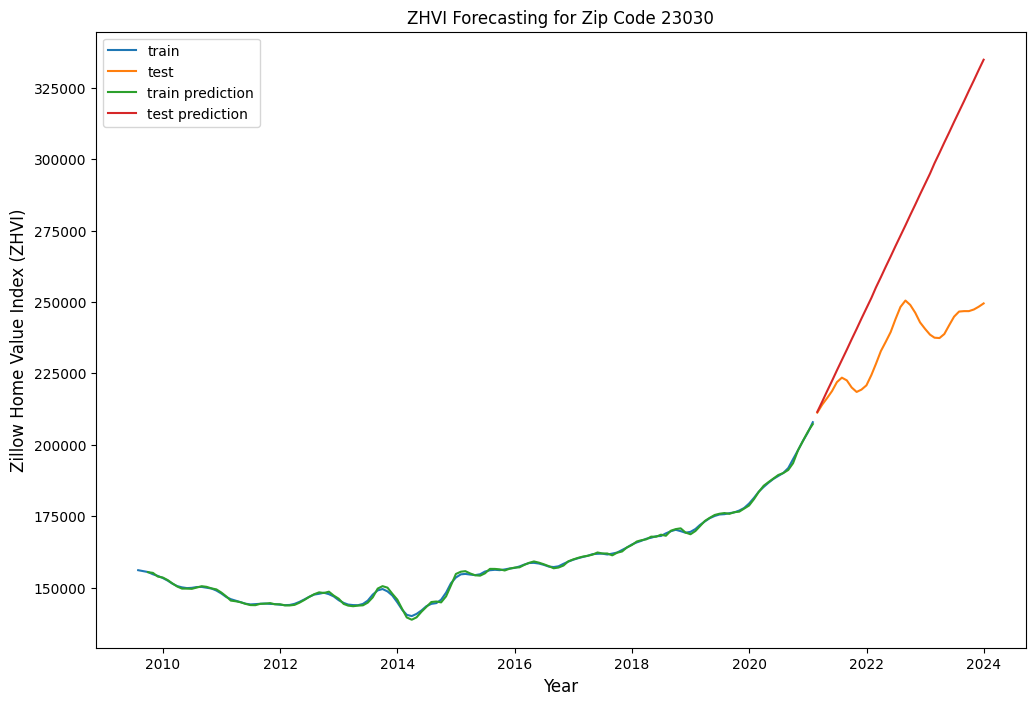 ZHVI Forecasting for Zip Code 23030
train
test
train prediction
test prediction
Zillow Home Value Index (ZHVI)
325000
300000
275000
250000
225000
200000
175000
150000
2010 2012 2014 2016 2018 2020 2022 2024
Year